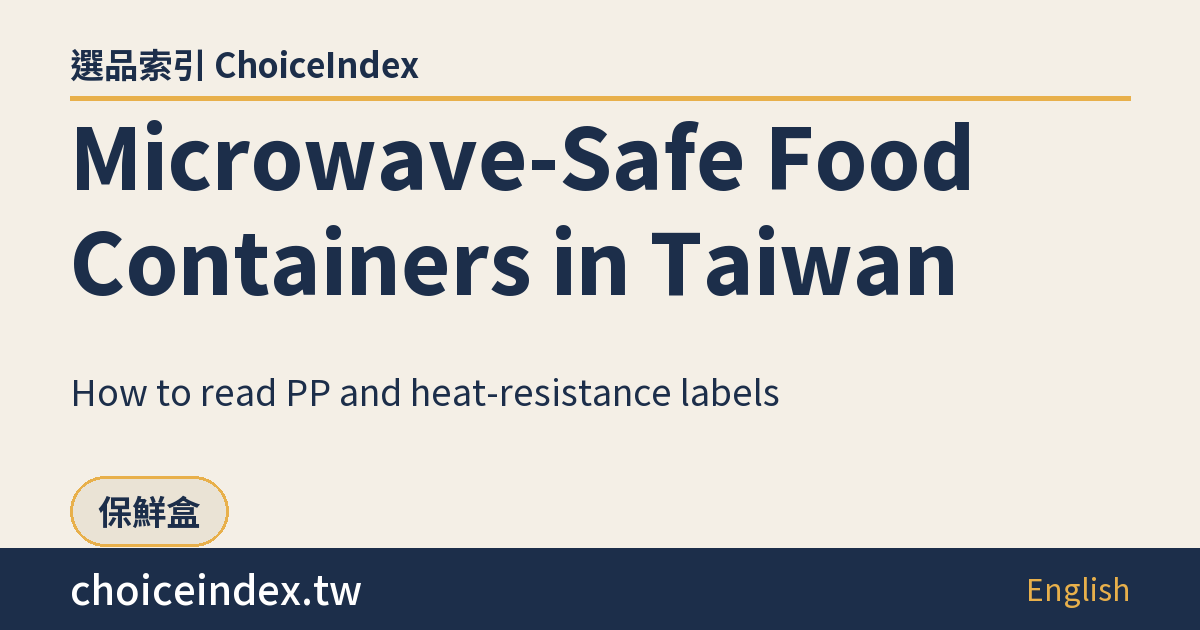 選品索引 ChoiceIndex
Microwave-Safe Food
Containers in Taiwan
How to read PP and heat-resistance labels
保鮮盒
choiceindex.tw
English